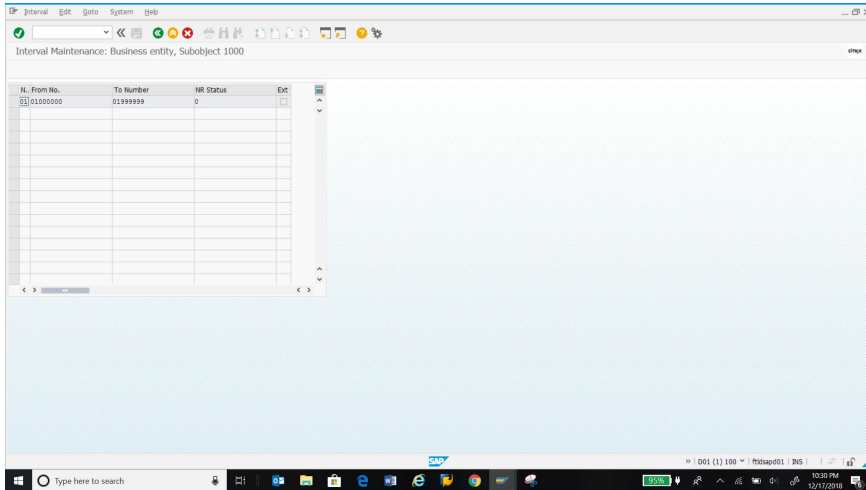 Interval Edit Goto System Help
Interval Maintenance: Business entity, Subobject 1000
citrix
N.. From No. To Number NR Status Ext
01 01000000 01999999 0
SAP
» D01 (1) 100 ftldsapd01 INS
Type here to search
95%
10:30 PM
12/17/2018